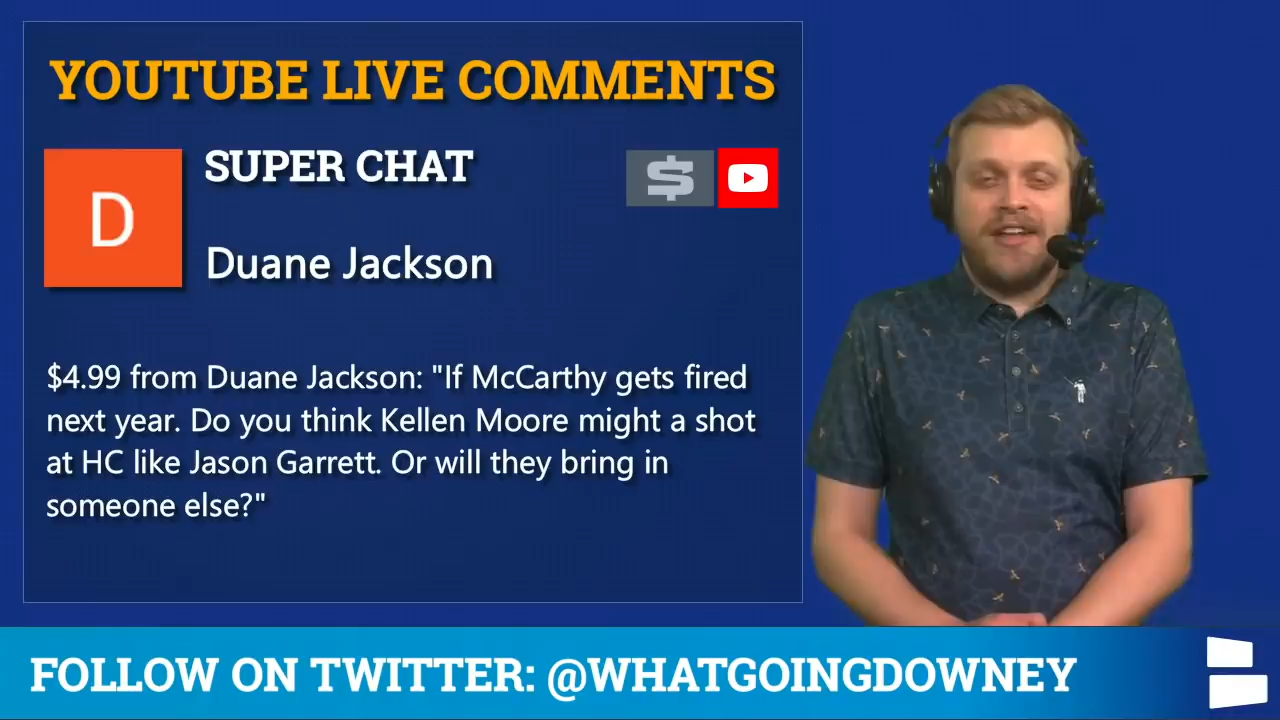 YOUTUBE LIVE COMMENTS
D
SUPER CHAT
$
Duane Jackson
$4.99 from Duane Jackson: "If McCarthy gets fired
next year. Do you think Kellen Moore might a shot
at HC like Jason Garrett. Or will they bring in
someone else?"
FOLLOW ON TWITTER: @WHATGOINGDOWNEY